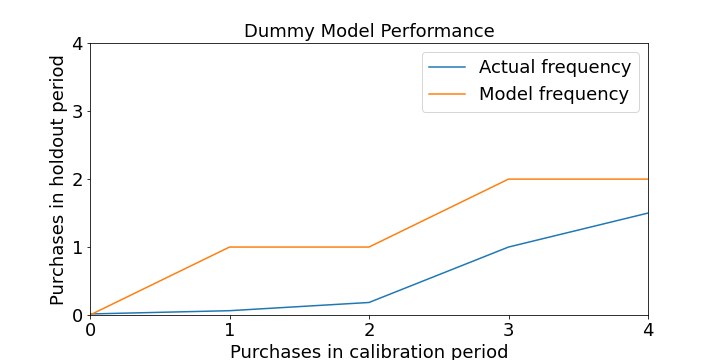 Dummy Model Performance
Actual frequency
Model frequency
Purchases in holdout period
4
3
2
1
0
0 1 2 3 4
Purchases in calibration period